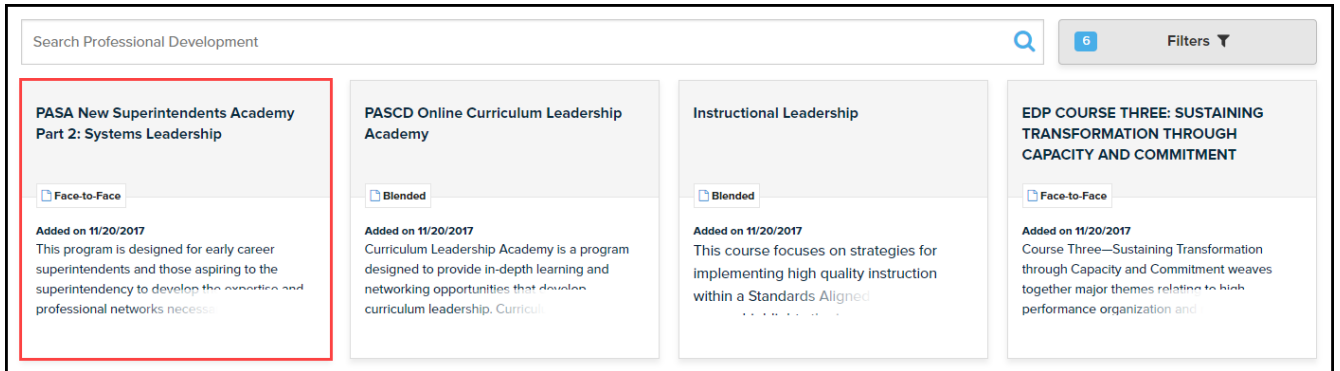 Search Professional Development
6
Filters
PASA New Superintendents Academy
Part 2: Systems Leadership
Face-to-Face
Added on 11/20/2017
This program is designed for early career
superintendents and those aspiring to the
superintendency to develop the expertise and
professional networks
PASCD Online Curriculum Leadership
Academy
Blended
Added on 11/20/2017
Curriculum Leadership Academy is a program
designed to provide in-depth learning and
networking opportunities that develop
curriculum leadership.
Instructional Leadership
Blended
Added on 11/20/2017
This course focuses on strategies for
implementing high quality instruction
within a Standards Aligned
EDP COURSE THREE: SUSTAINING
TRANSFORMATION THROUGH
CAPACITY AND COMMITMENT
Face-to-Face
Added on 11/20/2017
Course Three—Sustaining Transformation
through Capacity and Commitment weaves
together major themes relating to high
performance organization and